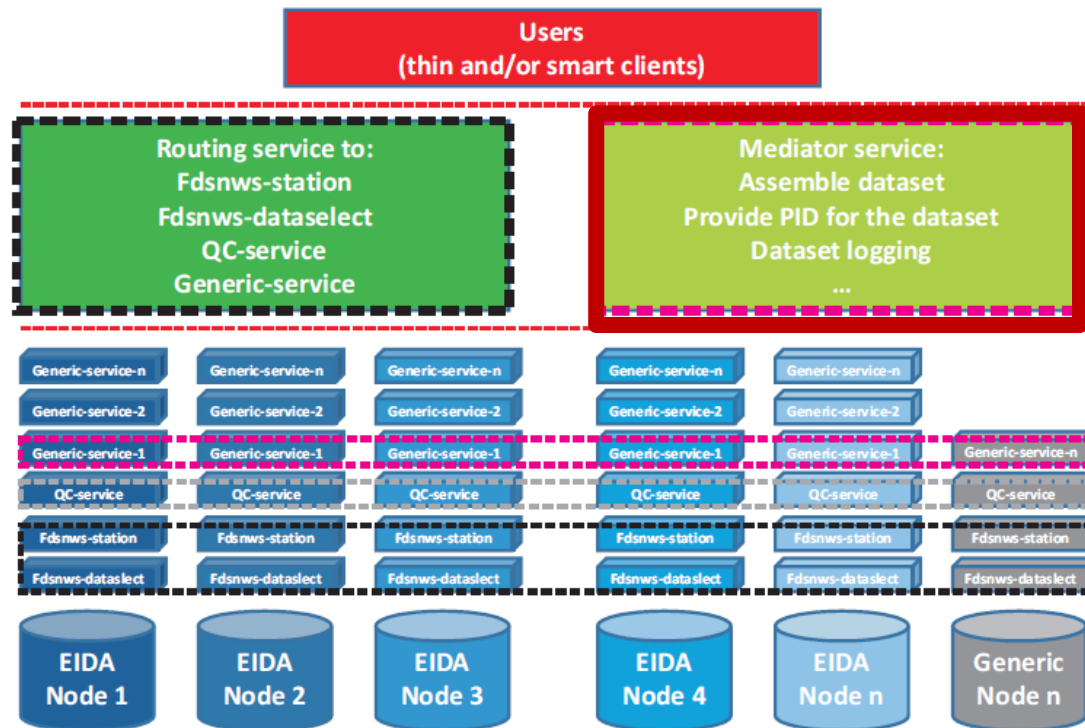 Users
(thin and/or smart clients)
Routing service to:
Fdsnws-station
Fdsnws-dataselect
QC-service
Generic-service
Mediator service:
Assemble dataset
Provide PID for the dataset
Dataset logging
...
Generic-service-n
Generic-service-n
Generic-service-n
Generic-service-n
Generic-service-n
Generic-service-2
Generic-service-2
Generic-service-2
Generic-service-2
Generic-service-2
Generic-service-1
Generic-service-1
Generic-service-1
Generic-service-1
Generic-service-1
Generic-service-n
QC-service
QC-service
QC-service
QC-service
QC-service
QC-service
Fdsnws-station
Fdsnws-station
Fdsnws-station
Fdsnws-station
Fdsnws-station
Fdsnws-station
Fdsnws-dataslect
Fdsnws-dataslect
Fdsnws-dataslect
Fdsnws-dataslect
Fdsnws-dataslect
Fdsnws-dataslect
EIDA
Node 1
EIDA
Node 2
EIDA
Node 3
EIDA
Node 4
EIDA
Node n
Generic
Node n